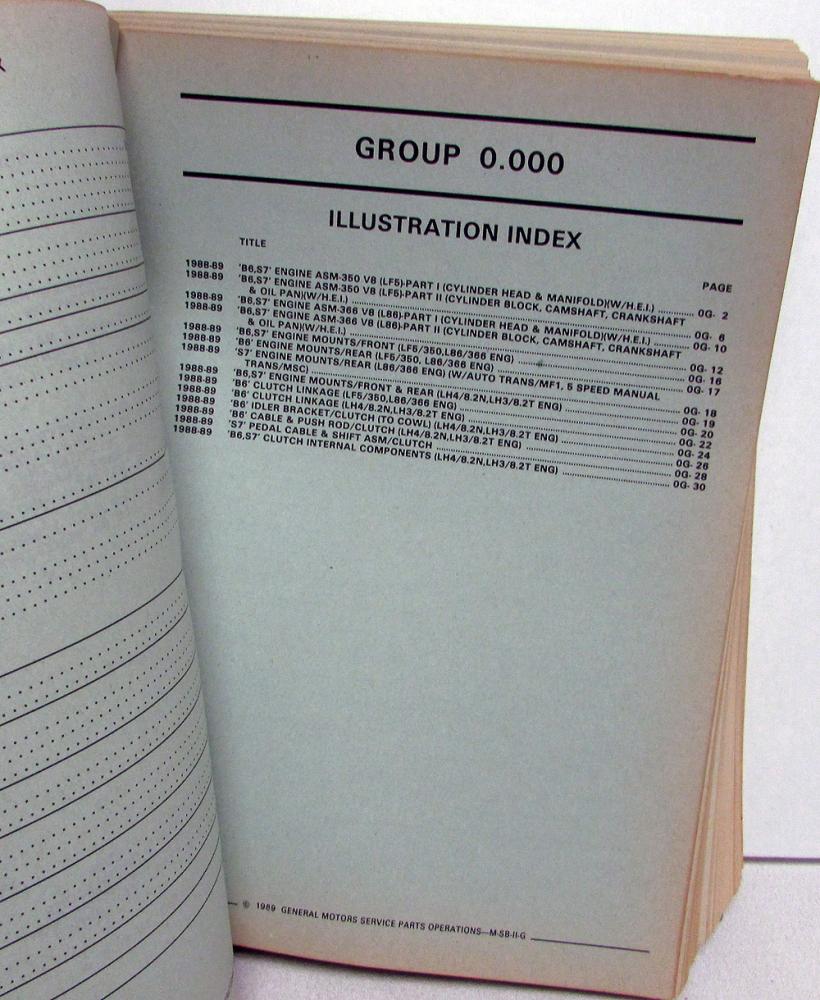 GROUP 0.000
ILLUSTRATION INDEX
TITLE PAGE
1988-89 'B6,S7' ENGINE ASM-350 V8 (LF5)-PART I (CYLINDER HEAD & MANIFOLD)(W/H.E.I.) ........ 0G- 2
1988-89 'B6,S7' ENGINE ASM-350 V8 (LF5)-PART II (CYLINDER BLOCK, CAMSHAFT, CRANKSHAFT
& OIL PAN)(W/H.E.I.) ........ 0G- 6
1988-89 'B6,S7' ENGINE ASM-366 V8 (L86)-PART I (CYLINDER HEAD & MANIFOLD)(W/H.E.I.) ........ 0G- 10
1988-89 'B6,S7' ENGINE ASM-366 V8 (L86)-PART II (CYLINDER BLOCK, CAMSHAFT, CRANKSHAFT
& OIL PAN)(W/H.E.I.) ........ 0G- 12
1988-89 'B6,S7' ENGINE MOUNTS/FRONT (LF5/350,L86/366 ENG) ........ 0G- 16
1988-89 'B6' ENGINE MOUNTS/REAR (LF5/350, L86/366 ENG) ........ 0G- 17
1988-89 'S7' ENGINE MOUNTS/REAR (L86/366 ENG) (W/AUTO TRANS/MF1, 5 SPEED MANUAL
TRANS/MSC) ........ 0G- 18
1988-89 'B6,S7' ENGINE MOUNTS/FRONT & REAR (LH4/8.2N,LH3/8.2T ENG) ........ 0G- 19
1988-89 'B6' CLUTCH LINKAGE (LF5/350,L86/366 ENG) ........ 0G- 20
1988-89 'B6' CLUTCH LINKAGE (TO COWL) (LH4/8.2N,LH3/8.2T ENG) ........ 0G- 22
1988-89 'B6' IDLER BRACKET/CLUTCH (LH4/8.2N,LH3/8.2T ENG) ........ 0G- 24
1988-89 'B6' CABLE & PUSH ROD/CLUTCH (LH4/8.2N,LH3/8.2T ENG) ........ 0G- 26
1988-89 'S7' PEDAL CABLE & SHIFT ASM/CLUTCH ........ 0G- 28
1988-89 'B6,S7' CLUTCH INTERNAL COMPONENTS (LH4/8.2N,LH3/8.2T ENG) ........ 0G- 30
© 1989 GENERAL MOTORS SERVICE PARTS OPERATIONS—M-SB-II-G